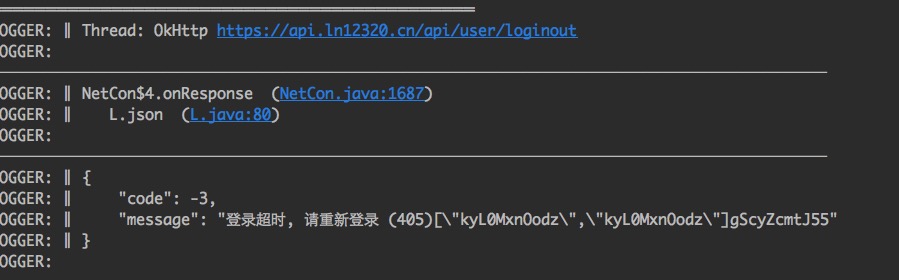 OGGER: ║ Thread: OkHttp https://api.ln12320.cn/api/user/loginout
OGGER:
OGGER: ║ NetCon$4.onResponse  (NetCon.java:1687)
OGGER: ║    L.json  (L.java:80)
OGGER:
OGGER: ║ {
OGGER: ║     "code": -3,
OGGER: ║     "message": "登录超时, 请重新登录 (405)[\"kyL0MxnOodz\",\"kyL0MxnOodz\"]gScyZcmtJ55"
OGGER: ║ }
OGGER: